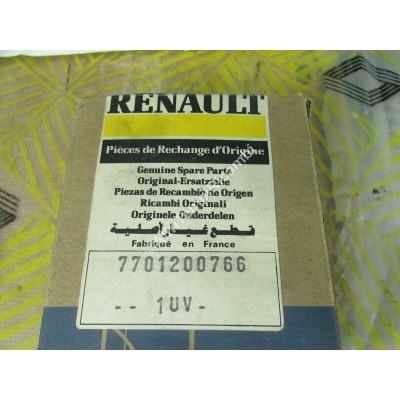 RENAULT
Pièces de Rechange d'Origine
Genuine Spare Parts
Original-Ersatzteile
Piezas de Recambio de Origen
Ricambi Originali
Originele Onderdelen
قطع غيار أصلية
Fabriqué en France
7701200766
-- 1UV-